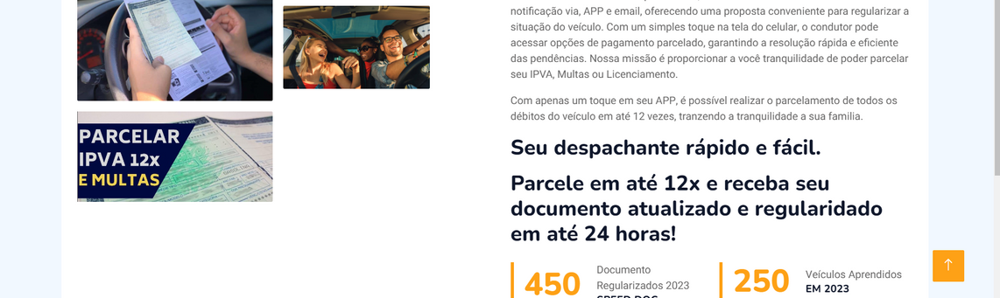 PARCELAR
IPVA 12x
E MULTAS
notificação via, APP e email, oferecendo uma proposta conveniente para regularizar a
situação do veículo. Com um simples toque na tela do celular, o condutor pode
acessar opções de pagamento parcelado, garantindo a resolução rápida e eficiente
das pendências. Nossa missão é proporcionar a você tranquilidade de poder parcelar
seu IPVA, Multas ou Licenciamento.
Com apenas um toque em seu APP, é possível realizar o parcelamento de todos os
débitos do veículo em até 12 vezes, tranzendo a tranquilidade a sua familia.
Seu despachante rápido e fácil.
Parcele em até 12x e receba seu
documento atualizado e regularidado
em até 24 horas!
450
Documento
Regularizados 2023
250
Veículos Aprendidos
EM 2023